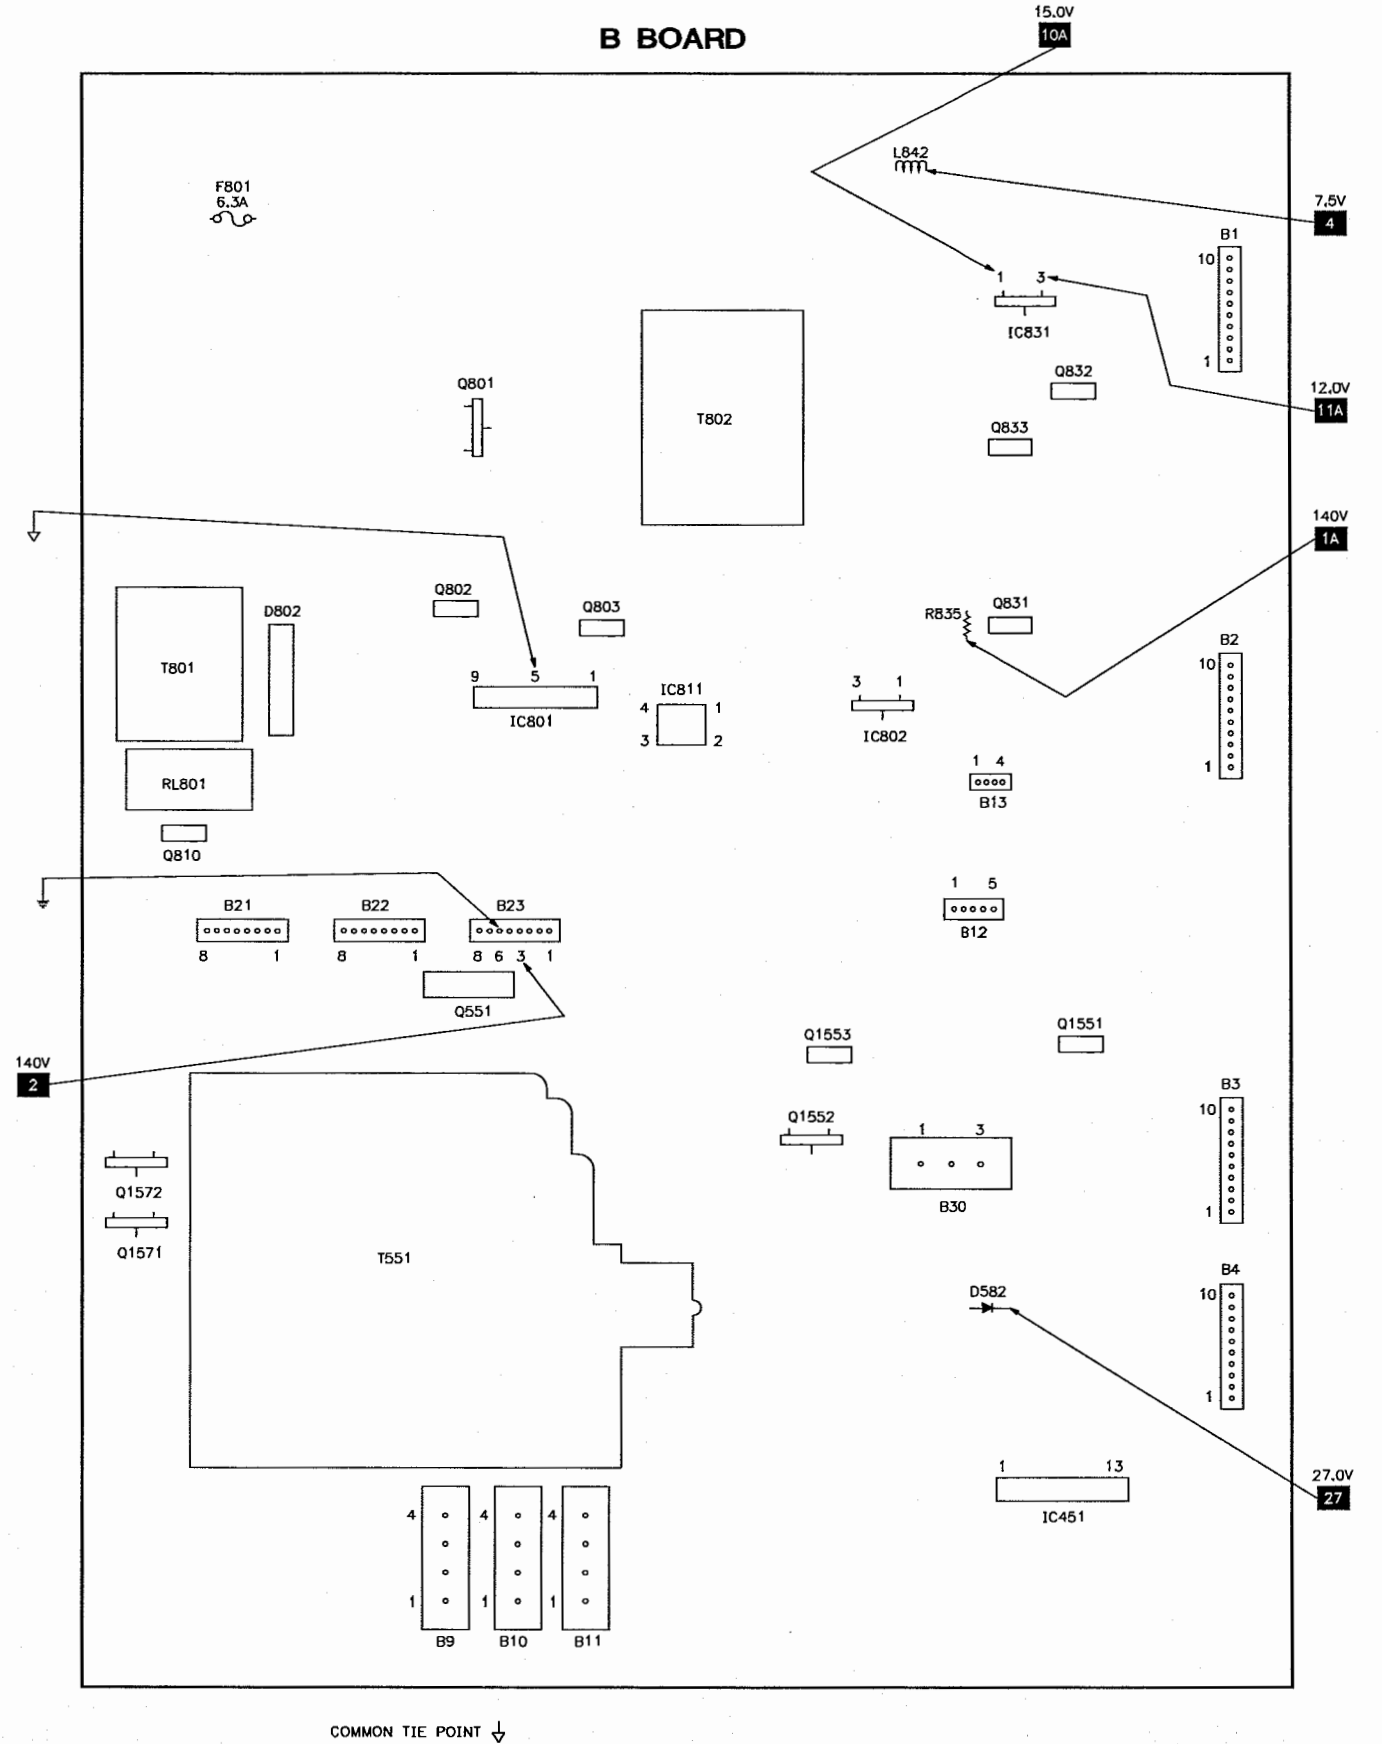 15.0V
B BOARD
10A
L842
F801
6.3A
7.5V
4
B1
10
1 3
IC831
1
Q832
Q801
12.0V
11A
T802
Q833
140V
1A
Q802
Q803
D802
R835
Q831
B2
10
T801
9 5 1
IC801
IC811
4 1
3 2
3 1
IC802
1
1 4
B13
RL801
Q810
1 5
B12
B21
8 1
B22
8 1
B23
8 6 3 1
Q551
Q1553
Q1551
140V
2
B3
10
Q1552
1 3
B30
1
Q1572
Q1571
T551
D582
B4
10
1
1 13
IC451
27.0V
27
4 4 4
1 1 1
B9 B10 B11
COMMON TIE POINT